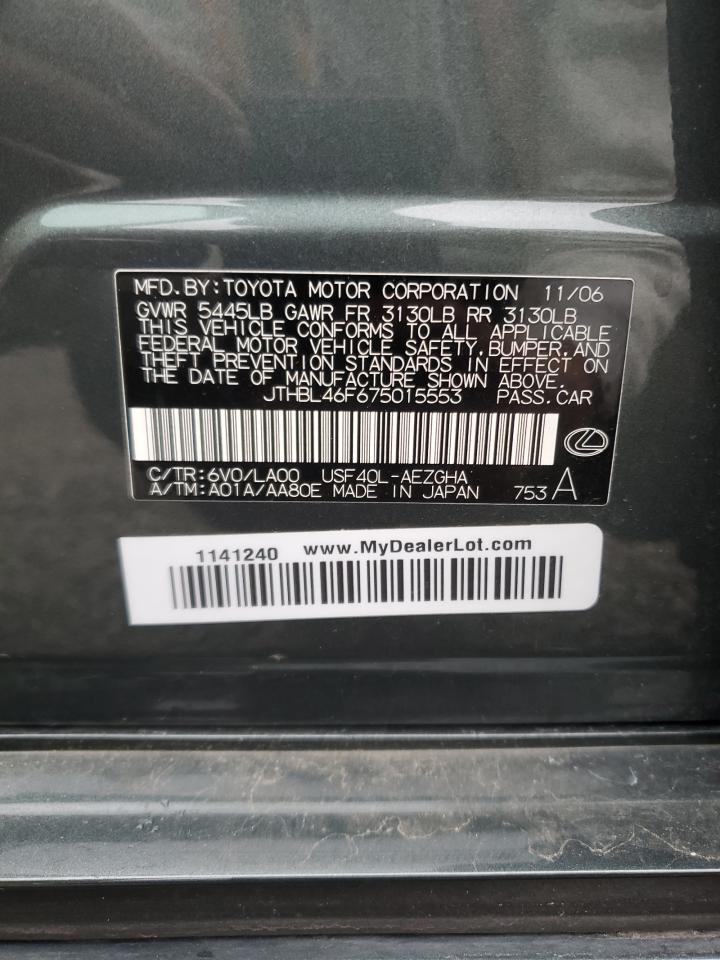 MFD. BY: TOYOTA MOTOR CORPORATION 11/06
GVWR 5445LB GAWR FR 3130LB RR 3130LB
THIS VEHICLE CONFORMS TO ALL APPLICABLE
FEDERAL MOTOR VEHICLE SAFETY, BUMPER, AND
THEFT PREVENTION STANDARDS IN EFFECT ON
THE DATE OF MANUFACTURE SHOWN ABOVE.
JTHBL46F675015553 PASS. CAR
C/TR: 6V0/LA00 USF40L-AEZGHA
A/TM: A01A/AA80E MADE IN JAPAN 753 A
1141240 www.MyDealerLot.com